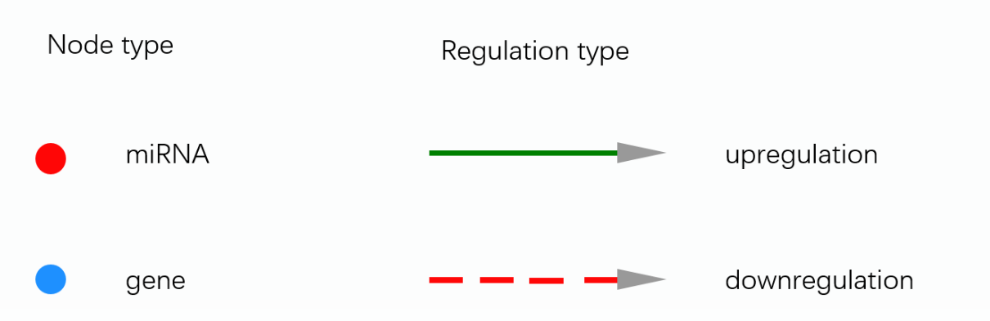 Node type
Regulation type
miRNA
upregulation
gene
downregulation